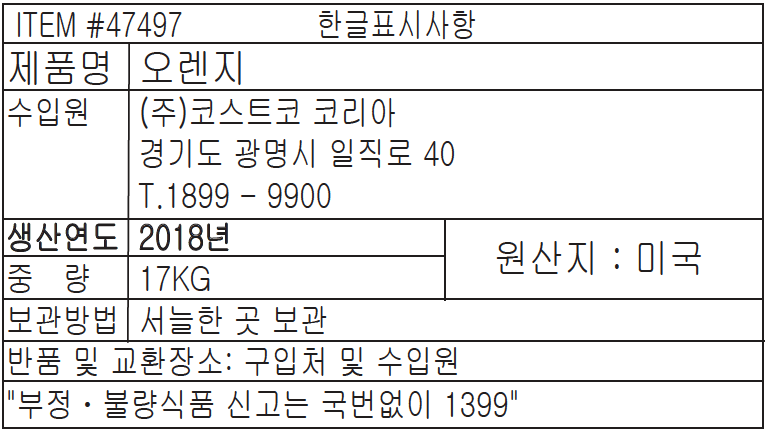 ITEM #47497 한글표시사항
제품명 오렌지
수입원 (주)코스트코 코리아
경기도 광명시 일직로 40
T.1899 - 9900
생산연도 2018년
원산지 : 미국
중 량 17KG
보관방법 서늘한 곳 보관
반품 및 교환장소: 구입처 및 수입원
"부정·불량식품 신고는 국번없이 1399"